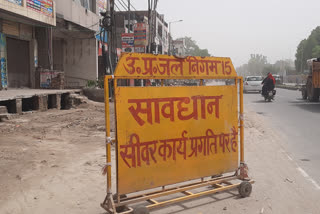 उ.प्र.जल निगम 15
सावधान
सीवर कार्य प्रगति पर है